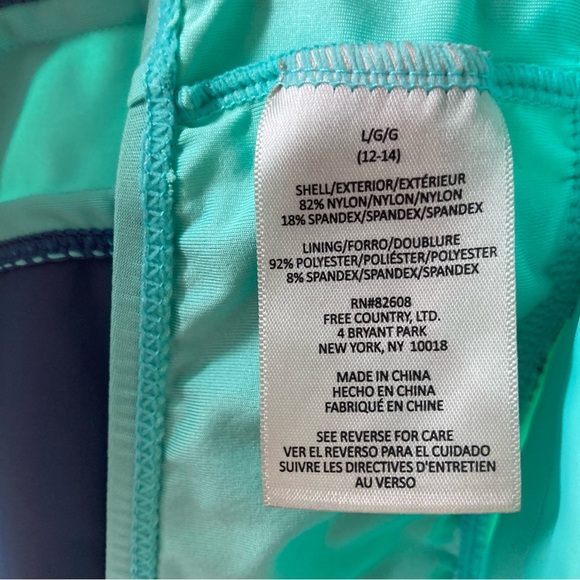 L/G/G
(12-14)
SHELL/EXTERIOR/EXTÉRIEUR
82% NYLON/NYLON/NYLON
18% SPANDEX/SPANDEX/SPANDEX
LINING/FORRO/DOUBLURE
92% POLYESTER/POLIÉSTER/POLYESTER
8% SPANDEX/SPANDEX/SPANDEX
RN#82608
FREE COUNTRY, LTD.
4 BRYANT PARK
NEW YORK, NY 10018
MADE IN CHINA
HECHO EN CHINA
FABRIQUÉ EN CHINE
SEE REVERSE FOR CARE
VER EL REVERSO PARA EL CUIDADO
SUIVRE LES DIRECTIVES D'ENTRETIEN
AU VERSO